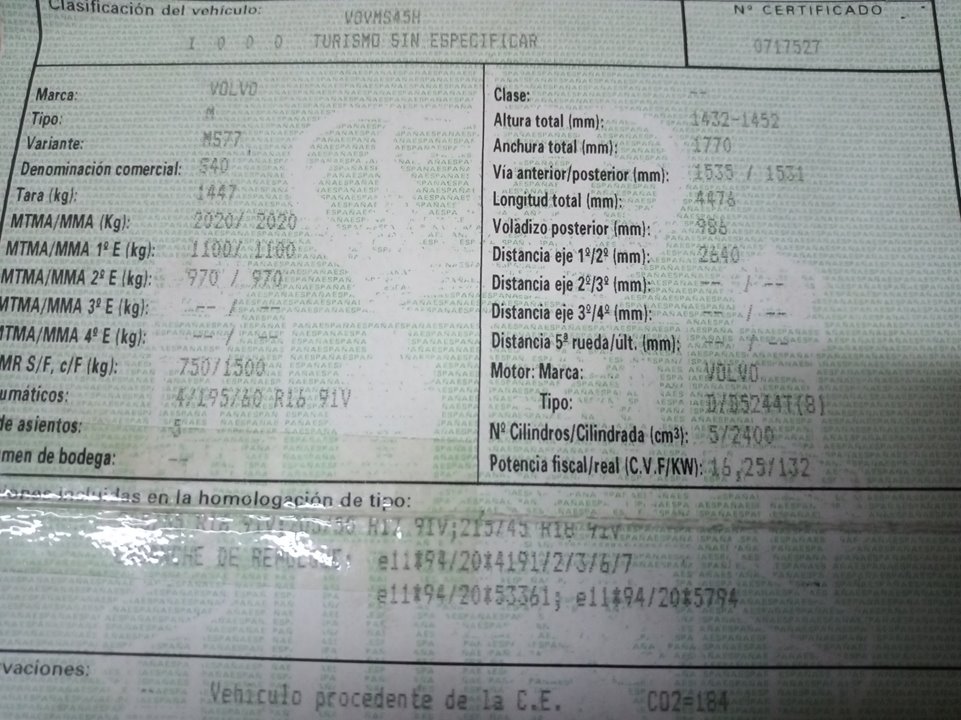 Clasificación del vehículo:
V0VMS45H
Nº CERTIFICADO
1 0 0 0 TURISMO SIN ESPECIFICAR
0717527
Marca: VOLVO
Tipo: M
Variante: MS77
Denominación comercial: S40
Tara (kg): 1447
MTMA/MMA (Kg): 2020/ 2020
MTMA/MMA 1º E (kg): 1100/ 1100
MTMA/MMA 2º E (kg): 970 / 970
MTMA/MMA 3º E (kg): -- / --
MTMA/MMA 4º E (kg): -- / --
MR S/F, c/F (kg): 750/1500
umáticos: 4/195/60 R16 91V
de asientos: 5
men de bodega: --
Clase: --
Altura total (mm): 1432-1452
Anchura total (mm): 1770
Via anterior/posterior (mm): 1535 / 1531
Longitud total (mm): 4476
Voladizo posterior (mm): 986
Distancia eje 1º/2º (mm): 2640
Distancia eje 2º/3º (mm): -- / --
Distancia eje 3º/4º (mm): -- / --
Distancia 5ª rueda/últ. (mm): -- / --
Motor: Marca: VOLVO
Tipo: D/D5244T(8)
Nº Cilindros/Cilindrada (cm³): 5/2400
Potencia fiscal/real (C.V.F/KW): 16,25/132
incluidas en la homologación de tipo:
R17 91V;215/45 R18 91V
e11*94/20*4191/2/3/6/7
e11*94/20*53361; e11*94/20*5794
vaciones:
-- Vehiculo procedente de la C.E. CO2=184